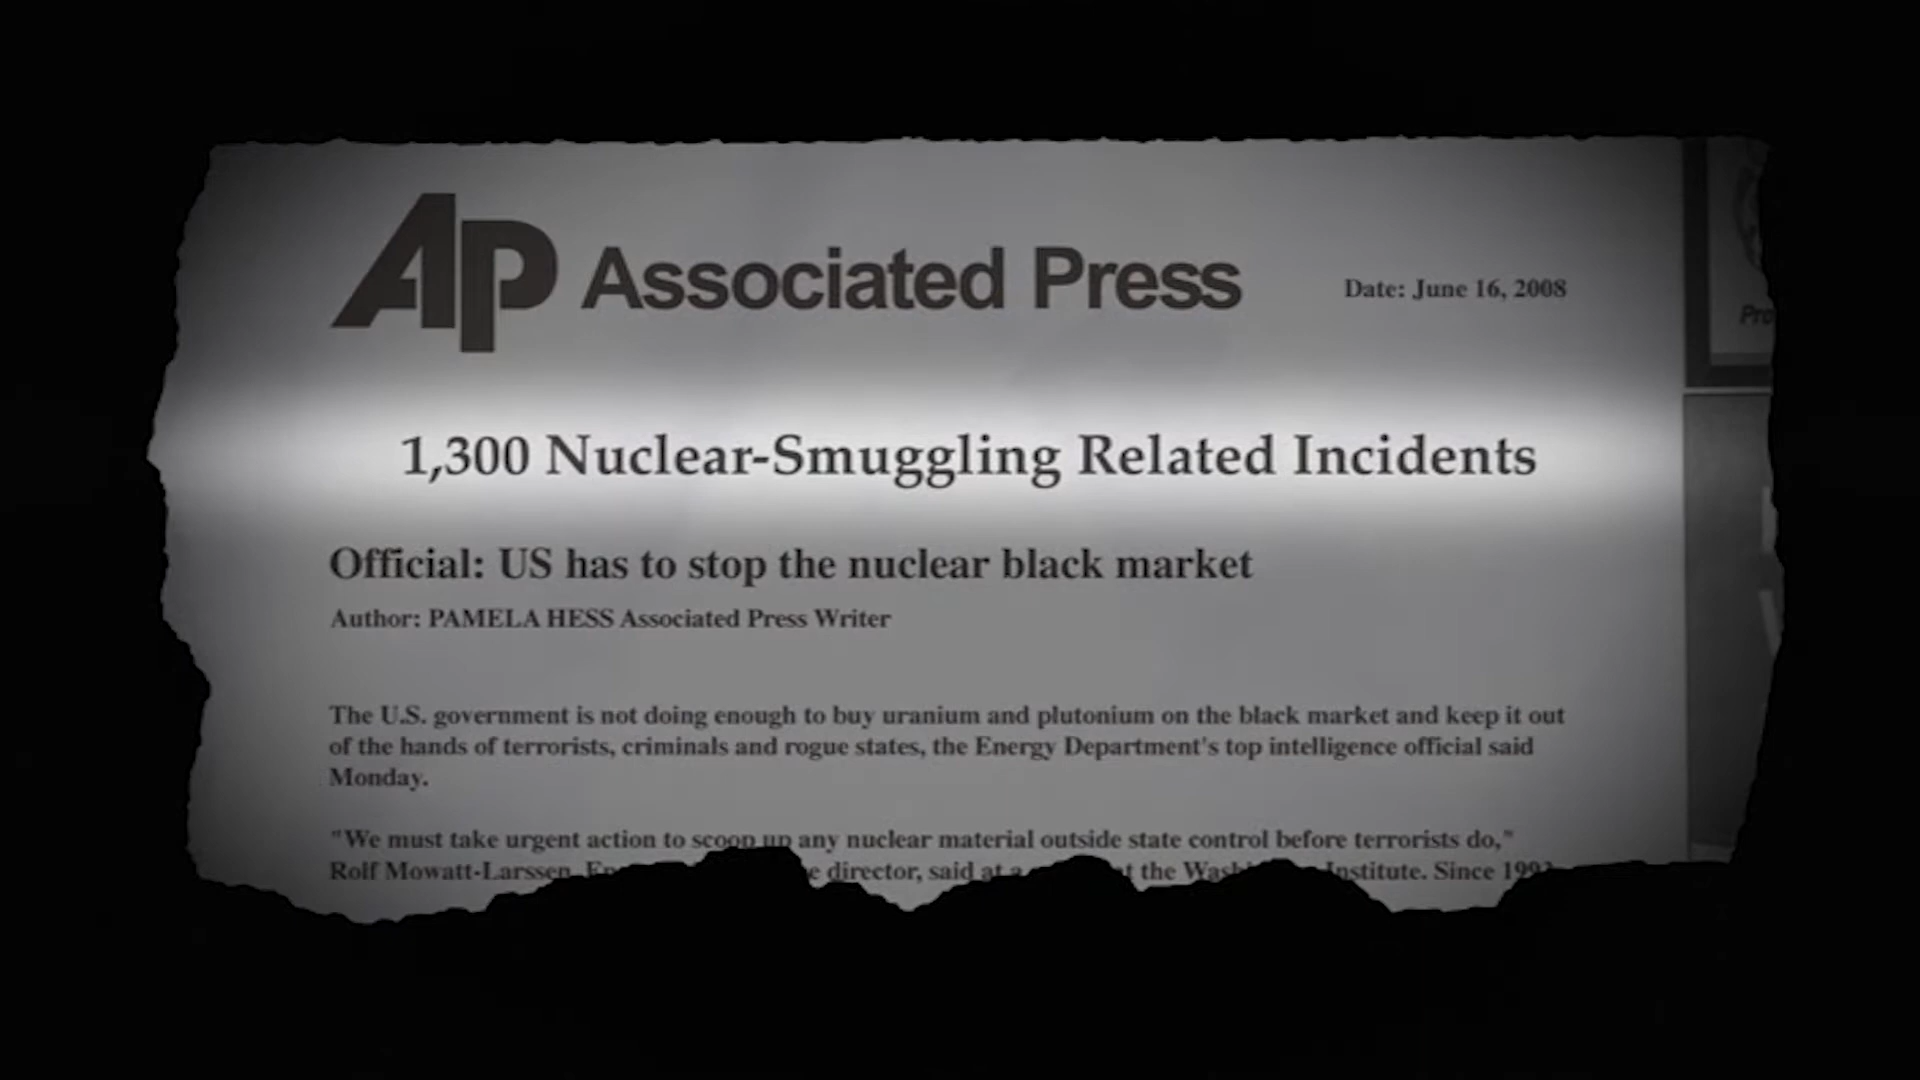 AP Associated Press
Date: June 16, 2008
1,300 Nuclear-Smuggling Related Incidents
Official: US has to stop the nuclear black market
Author: PAMELA HESS Associated Press Writer
The U.S. government is not doing enough to buy uranium and plutonium on the black market and keep it out
of the hands of terrorists, criminals and rogue states, the Energy Department's top intelligence official said
Monday.
"We must take urgent action to scoop up any nuclear material outside state control before terrorists do,"
Rolf Mowatt-Larssen, director, said at a the Institute. Since